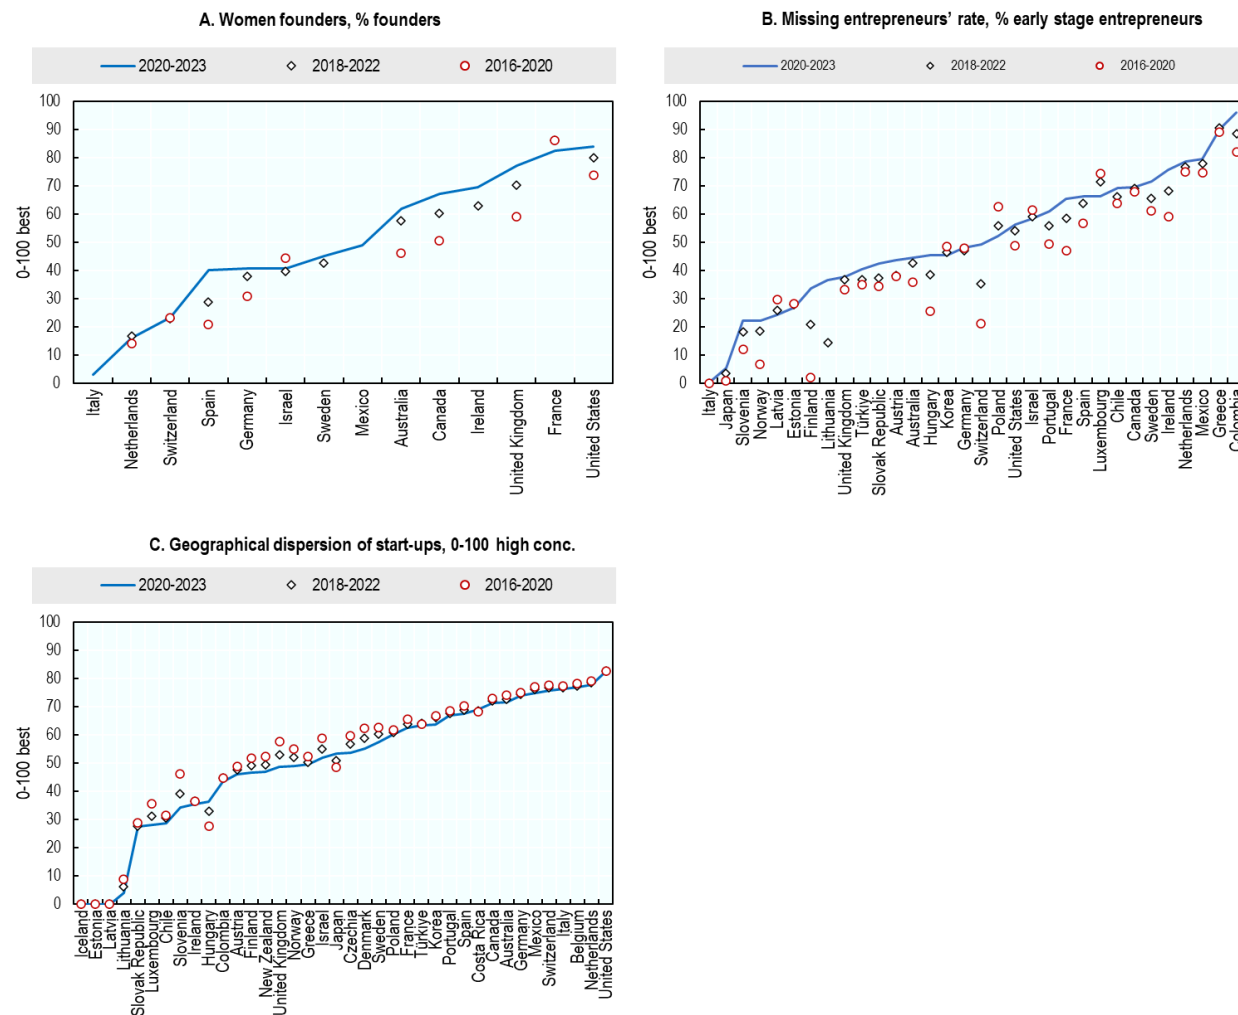 A. Women founders, % founders
2020-2023 2018-2022 2016-2020
0-100 best
100
90
80
70
60
50
40
30
20
10
0
Italy
Netherlands
Switzerland
Spain
Germany
Israel
Sweden
Mexico
Australia
Canada
Ireland
United Kingdom
France
United States
B. Missing entrepreneurs' rate, % early stage entrepreneurs
2020-2023 2018-2022 2016-2020
0-100 best
100
90
80
70
60
50
40
30
20
10
0
Italy
Japan
Slovenia
Norway
Latvia
Estonia
Finland
Lithuania
United Kingdom
Türkiye
Slovak Republic
Austria
Australia
Hungary
Korea
Germany
Switzerland
Poland
United States
Israel
Portugal
France
Spain
Luxembourg
Chile
Canada
Sweden
Ireland
Netherlands
Mexico
Greece
Colombia
C. Geographical dispersion of start-ups, 0-100 high conc.
2020-2023 2018-2022 2016-2020
0-100 best
100
90
80
70
60
50
40
30
20
10
0
Iceland
Estonia
Latvia
Lithuania
Slovak Republic
Luxembourg
Chile
Slovenia
Ireland
Hungary
Colombia
Austria
Finland
New Zealand
United Kingdom
Norway
Greece
Israel
Japan
Czechia
Denmark
Sweden
Poland
France
Türkiye
Korea
Portugal
Spain
Costa Rica
Canada
Australia
Germany
Mexico
Switzerland
Italy
Belgium
Netherlands
United States